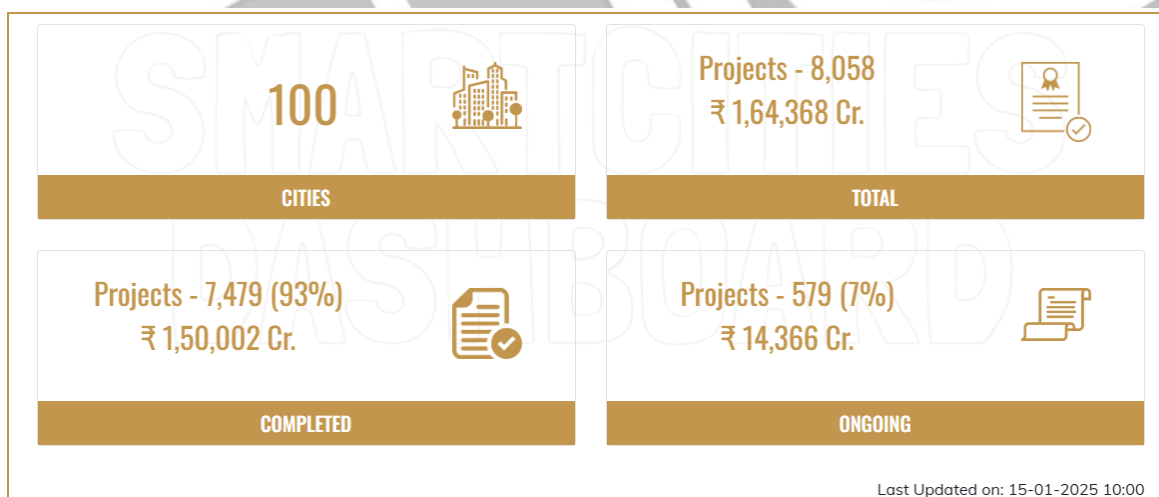 SMARTCITIES
DASHBOARD
100
CITIES
Projects - 8,058
₹ 1,64,368 Cr.
TOTAL
Projects - 7,479 (93%)
₹ 1,50,002 Cr.
COMPLETED
Projects - 579 (7%)
₹ 14,366 Cr.
ONGOING
Last Updated on: 15-01-2025 10:00